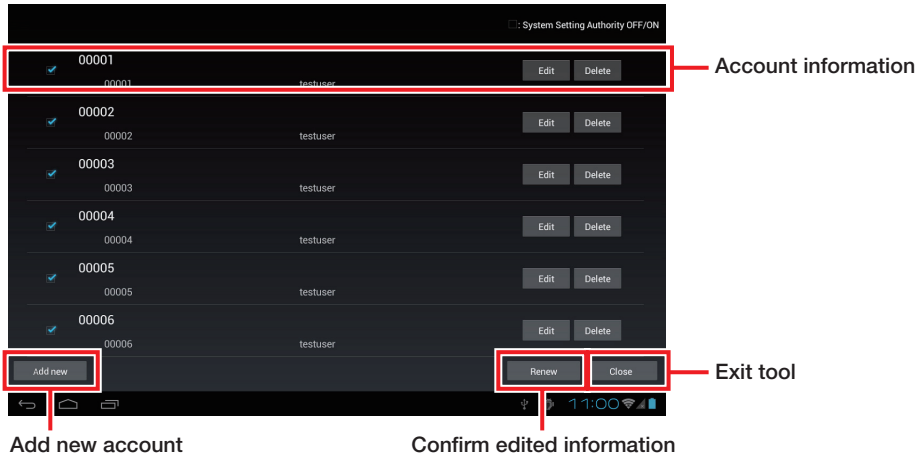 : System Setting Authority OFF/ON
00001
Edit Delete
Account information
00001 testuser
00002
Edit Delete
00002 testuser
00003
Edit Delete
00003 testuser
00004
Edit Delete
00004 testuser
00005
Edit Delete
00005 testuser
00006
Edit Delete
00006 testuser
Add new Renew Close
Exit tool
11:00
Add new account Confirm edited information